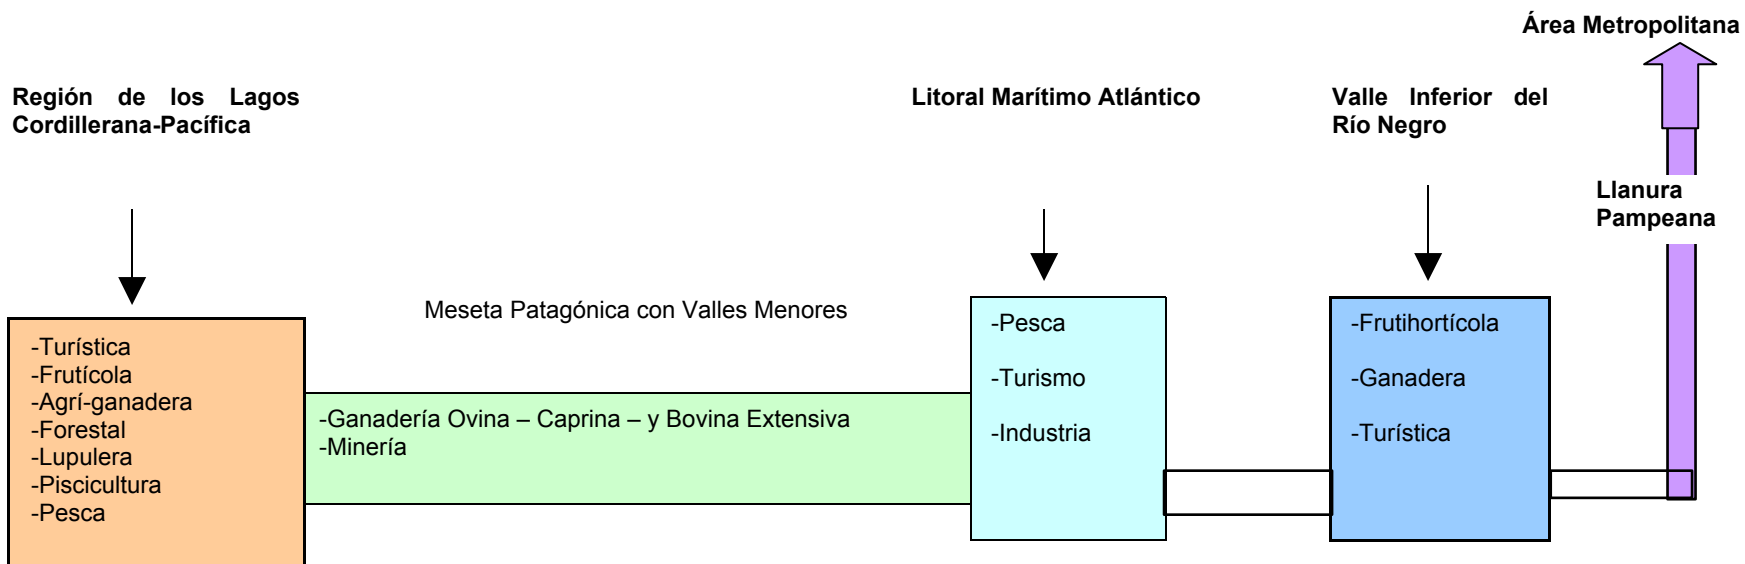 Área Metropolitana
Región de los Lagos
Cordillerana-Pacífica
Litoral Marítimo Atlántico
Valle Inferior del
Río Negro
Llanura
Pampeana
Meseta Patagónica con Valles Menores
-Turística
-Frutícola
-Agrí-ganadera
-Forestal
-Lupulera
-Piscicultura
-Pesca
-Ganadería Ovina – Caprina – y Bovina Extensiva
-Minería
-Pesca
-Turismo
-Industria
-Frutihortícola
-Ganadera
-Turística